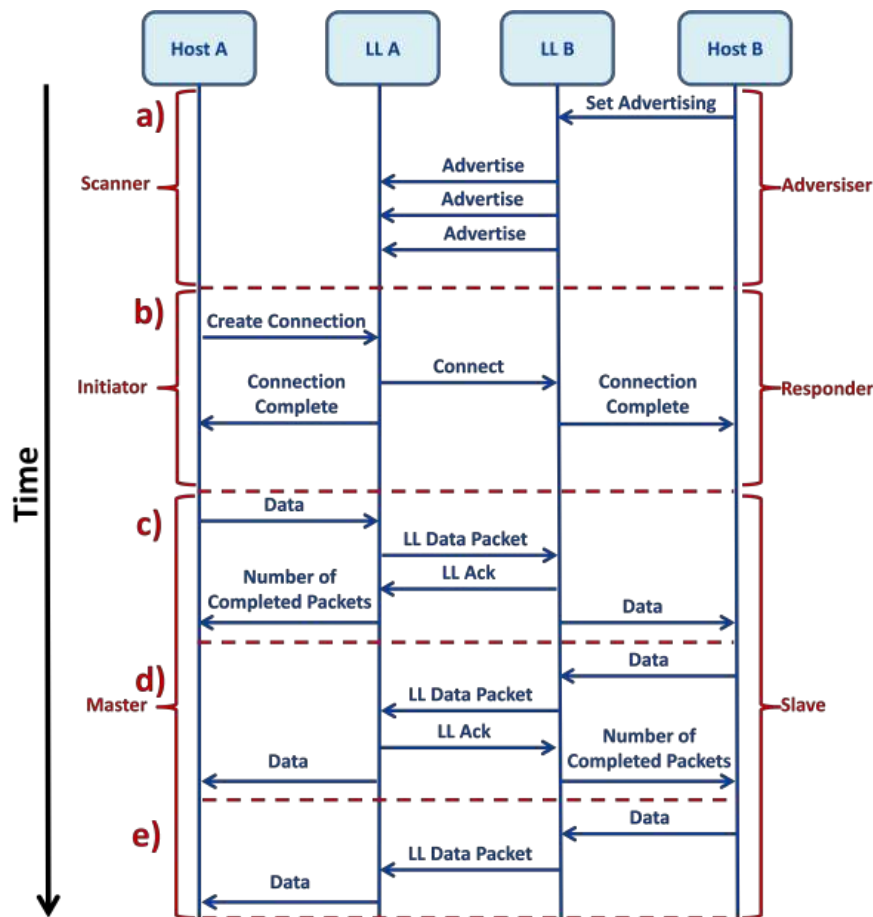 Host A
LL A
LL B
Host B
a)
Set Advertising
Scanner
Advertise
Adversiser
Advertise
Advertise
b)
Create Connection
Initiator
Connect
Responder
Connection
Complete
Connection
Complete
Time
c)
Data
LL Data Packet
LL Ack
Number of
Completed Packets
Data
d)
Data
Master
LL Data Packet
Slave
LL Ack
Number of
Completed Packets
Data
e)
Data
LL Data Packet
Data